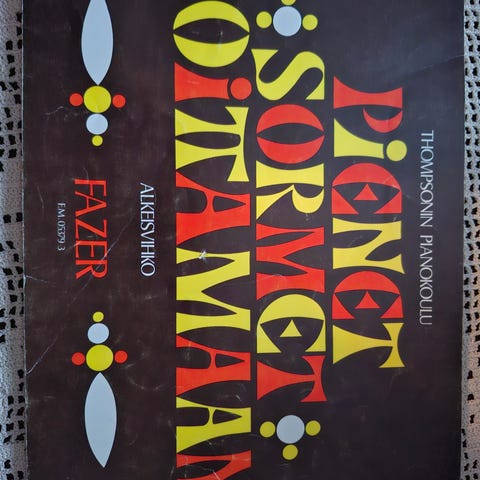 THOMPSONIN PIANOKOULU
PiENET
SORMET
OiTAMAAN
ALKEISVIHKO
FAZER
F.M. 05379-3